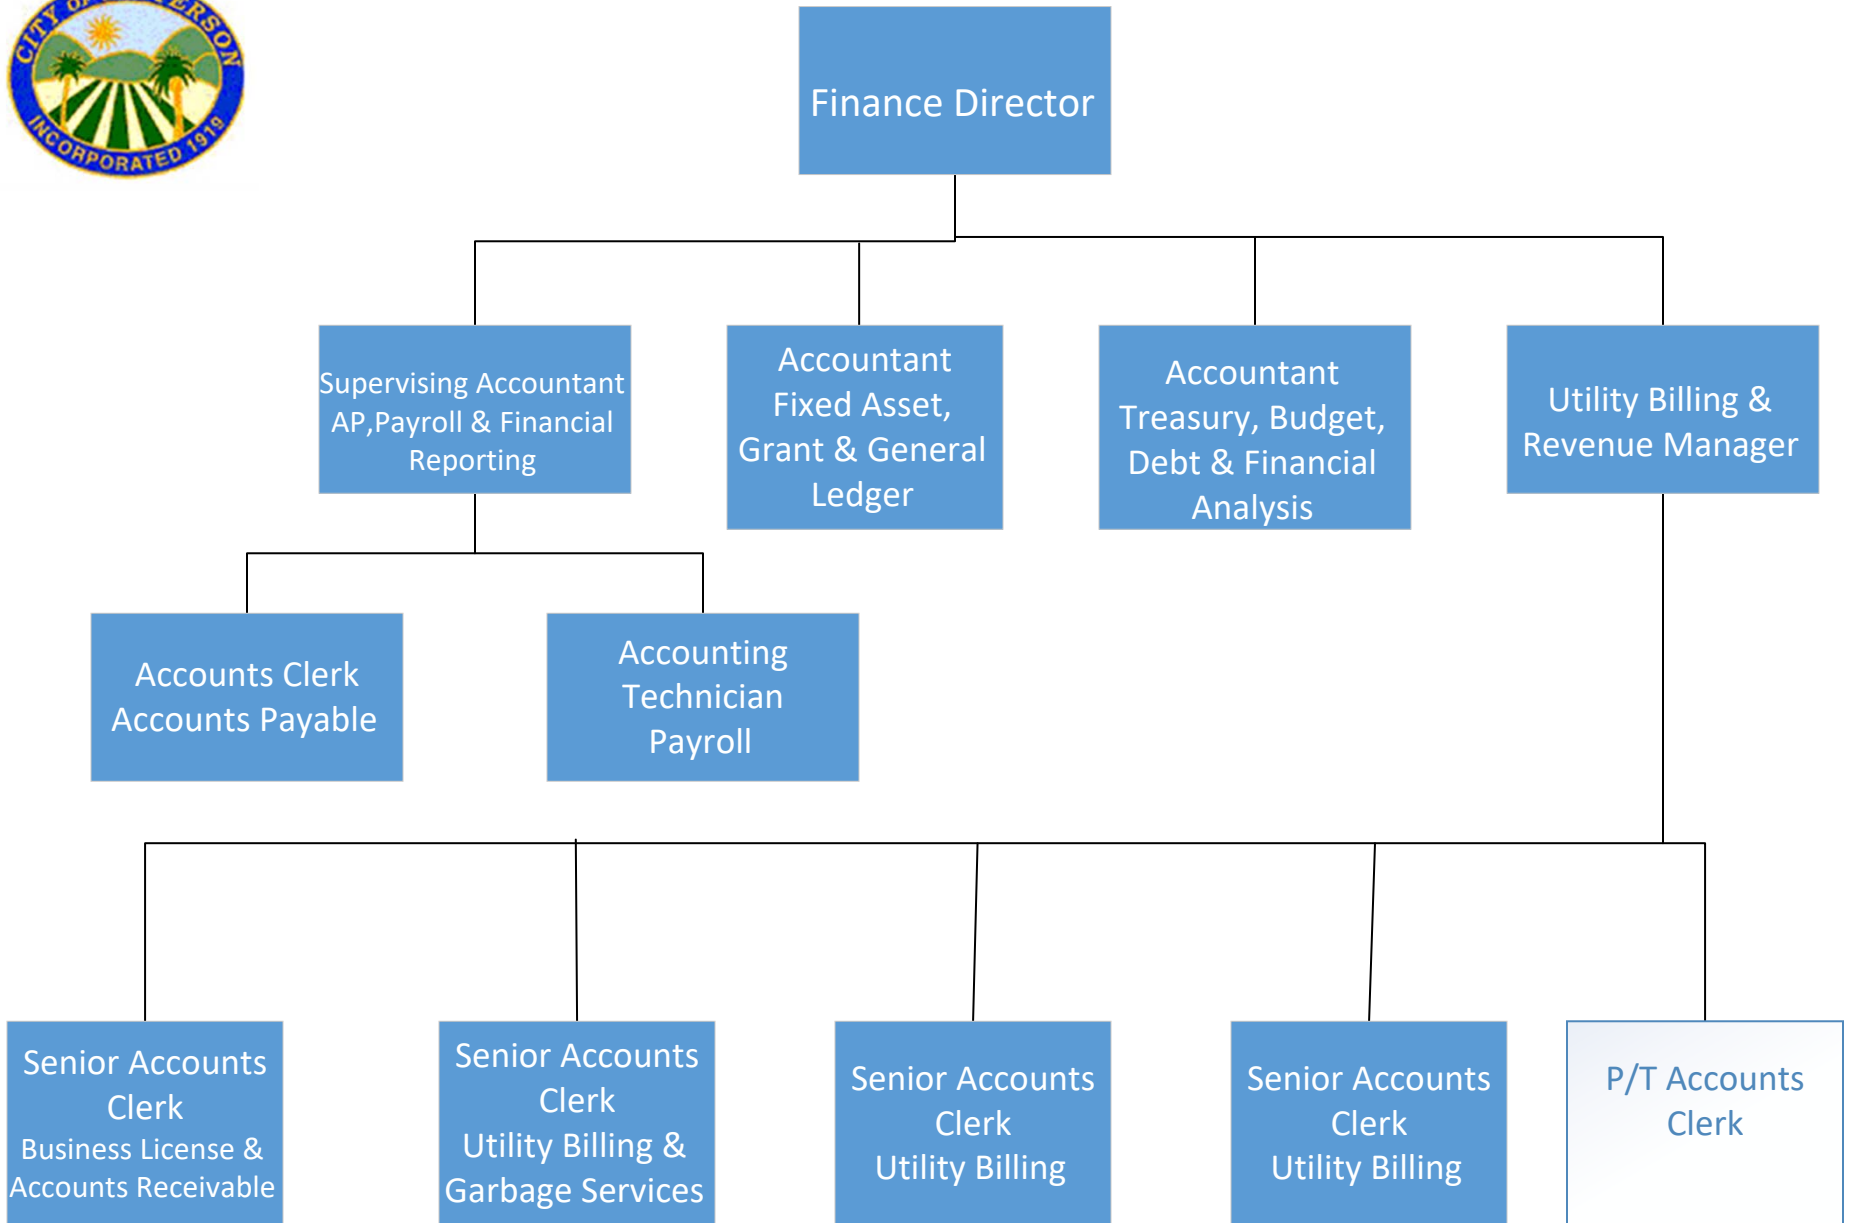 CITY OF
ERSON
INCORPORATED 1919
Finance Director
Supervising Accountant
AP,Payroll & Financial
Reporting
Accountant
Fixed Asset,
Grant & General
Ledger
Accountant
Treasury, Budget,
Debt & Financial
Analysis
Utility Billing &
Revenue Manager
Accounts Clerk
Accounts Payable
Accounting
Technician
Payroll
Senior Accounts
Clerk
Business License &
Accounts Receivable
Senior Accounts
Clerk
Utility Billing &
Garbage Services
Senior Accounts
Clerk
Utility Billing
Senior Accounts
Clerk
Utility Billing
P/T Accounts
Clerk